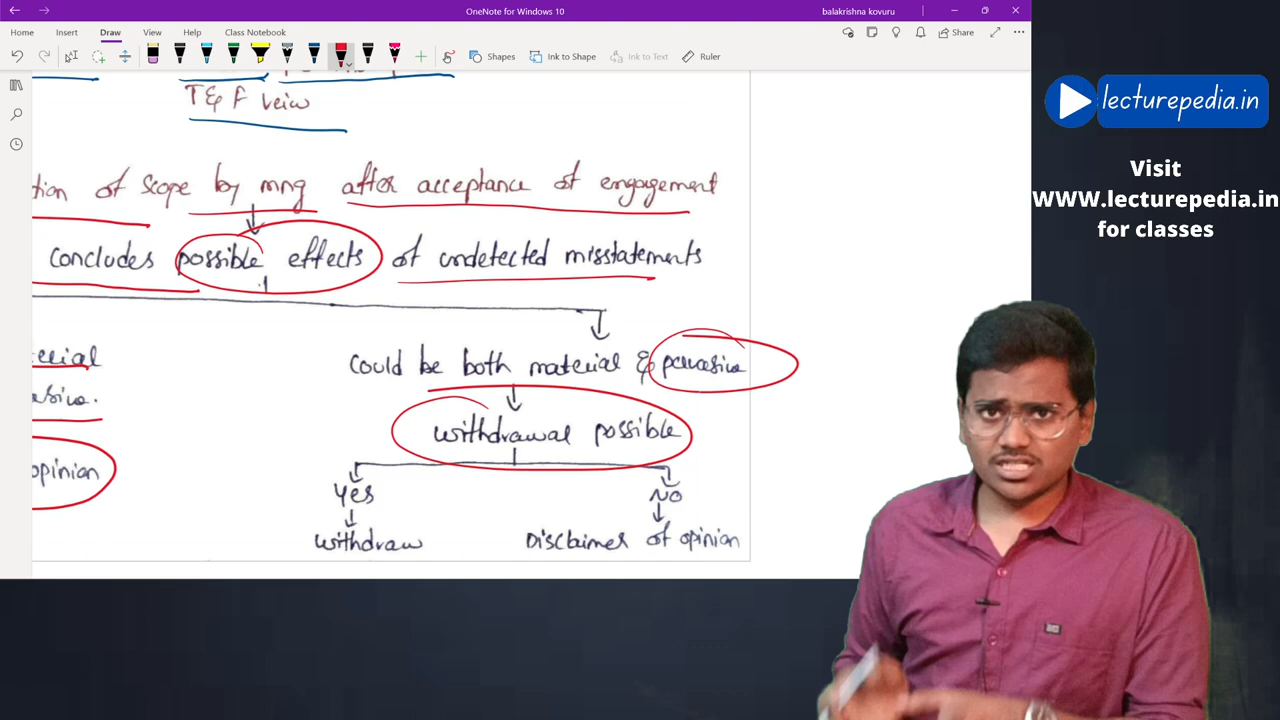 OneNote for Windows 10
balakrishna kovuru
Home Insert Draw View Help Class Notebook
Share
Shapes Ink to Shape Ink to Text Ruler
T & F veiw
tion of scope by mng after acceptance of engagement
concludes possible effects of undetected misstatements
erial
asive.
opinion
Could be both material & pervasive
withdrawal possible
Yes No
withdraw Disclaimer of opinion
lecturepedia.in
Visit
WWW.lecturepedia.in
for classes